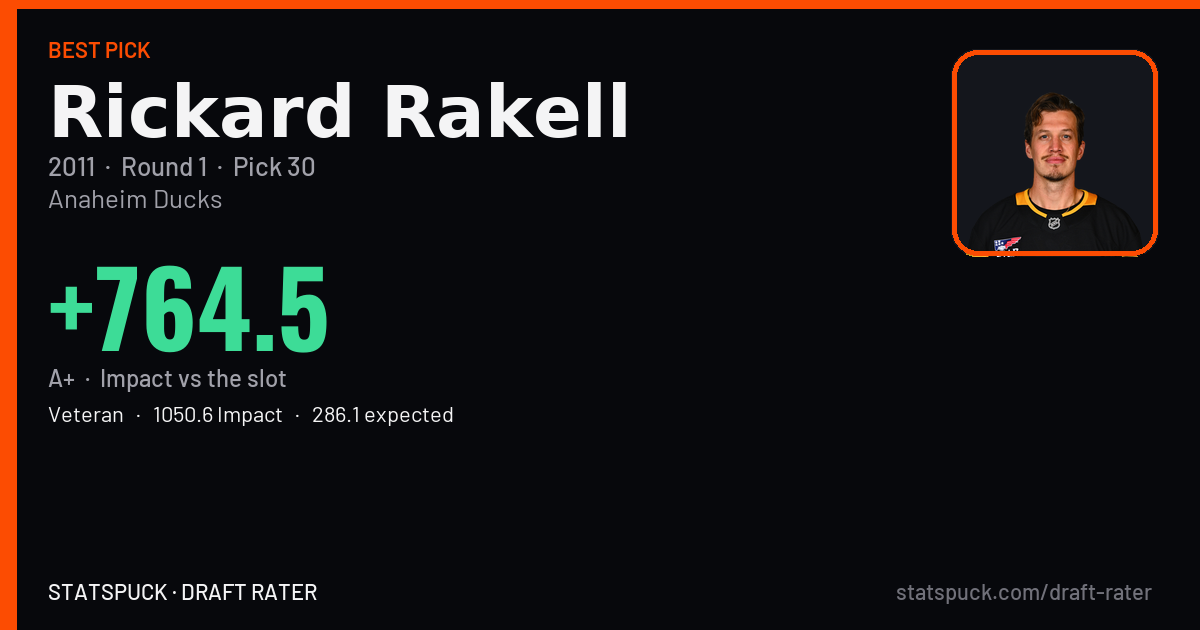 BEST PICK
Rickard Rakell
2011 · Round 1 · Pick 30
Anaheim Ducks
+764.5
A+ · Impact vs the slot
Veteran · 1050.6 Impact · 286.1 expected
STATSPUCK · DRAFT RATER
statspuck.com/draft-rater